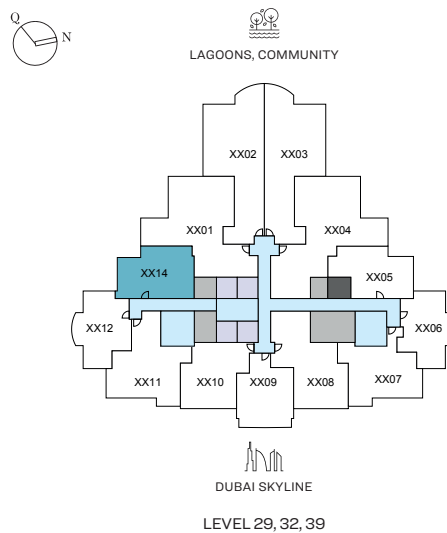 Q
N
LAGOONS, COMMUNITY
XX02 XX03
XX01 XX04
XX14 XX05
XX12 XX06
XX11 XX10 XX09 XX08 XX07
DUBAI SKYLINE
LEVEL 29, 32, 39